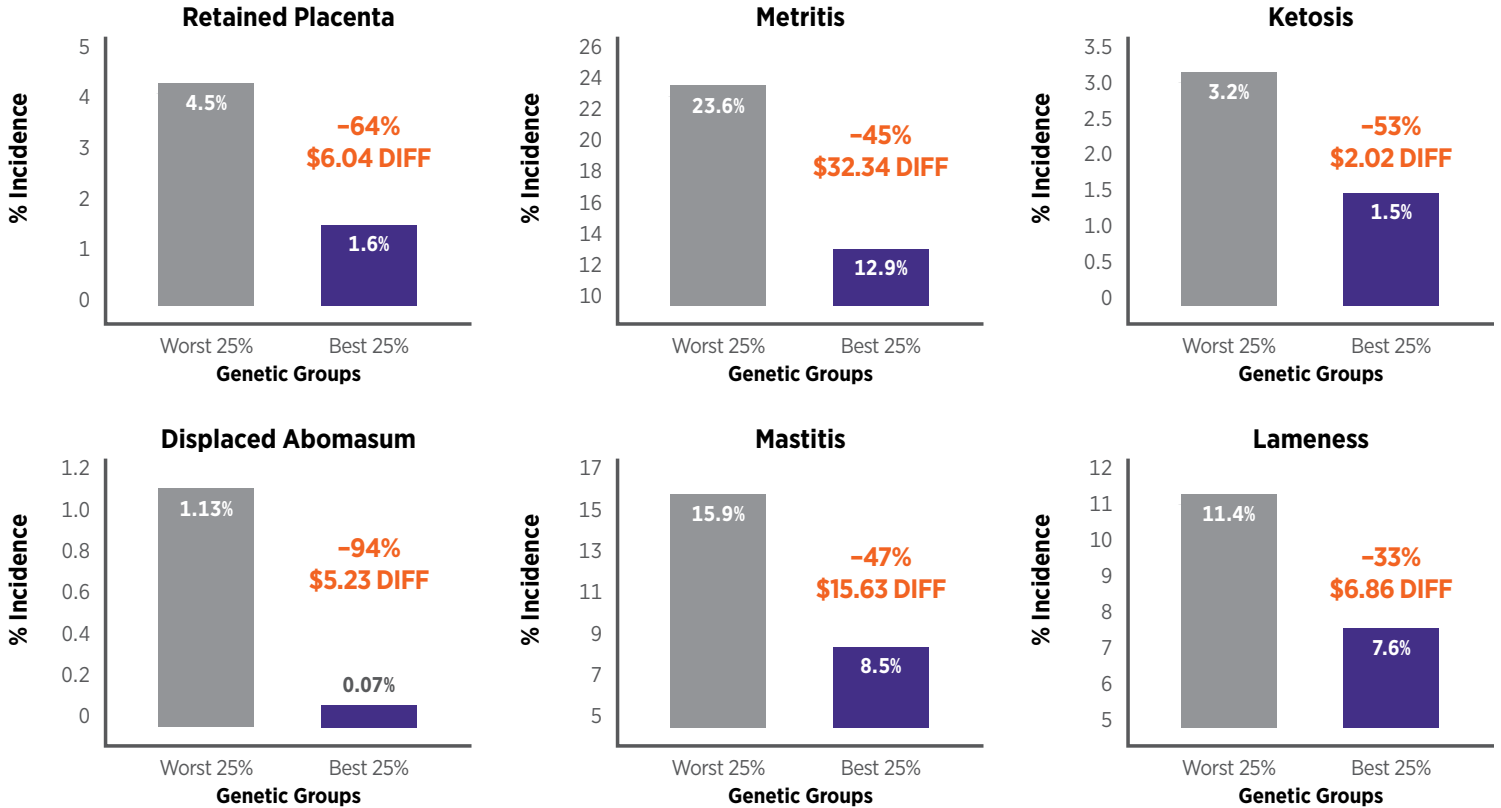 Retained Placenta
% Incidence
5
4
3
2
1
0
4.5%
–64%
$6.04 DIFF
1.6%
Worst 25%
Best 25%
Genetic Groups
Metritis
% Incidence
26
24
22
20
18
16
14
12
10
23.6%
–45%
$32.34 DIFF
12.9%
Worst 25%
Best 25%
Genetic Groups
Ketosis
% Incidence
3.5
3.0
2.5
2.0
1.5
1.0
0.5
0
3.2%
–53%
$2.02 DIFF
1.5%
Worst 25%
Best 25%
Genetic Groups
Displaced Abomasum
% Incidence
1.2
1.0
0.8
0.6
0.4
0.2
0
1.13%
–94%
$5.23 DIFF
0.07%
Worst 25%
Best 25%
Genetic Groups
Mastitis
% Incidence
17
15
13
11
9
7
5
15.9%
–47%
$15.63 DIFF
8.5%
Worst 25%
Best 25%
Genetic Groups
Lameness
% Incidence
12
11
10
9
8
7
6
5
11.4%
–33%
$6.86 DIFF
7.6%
Worst 25%
Best 25%
Genetic Groups